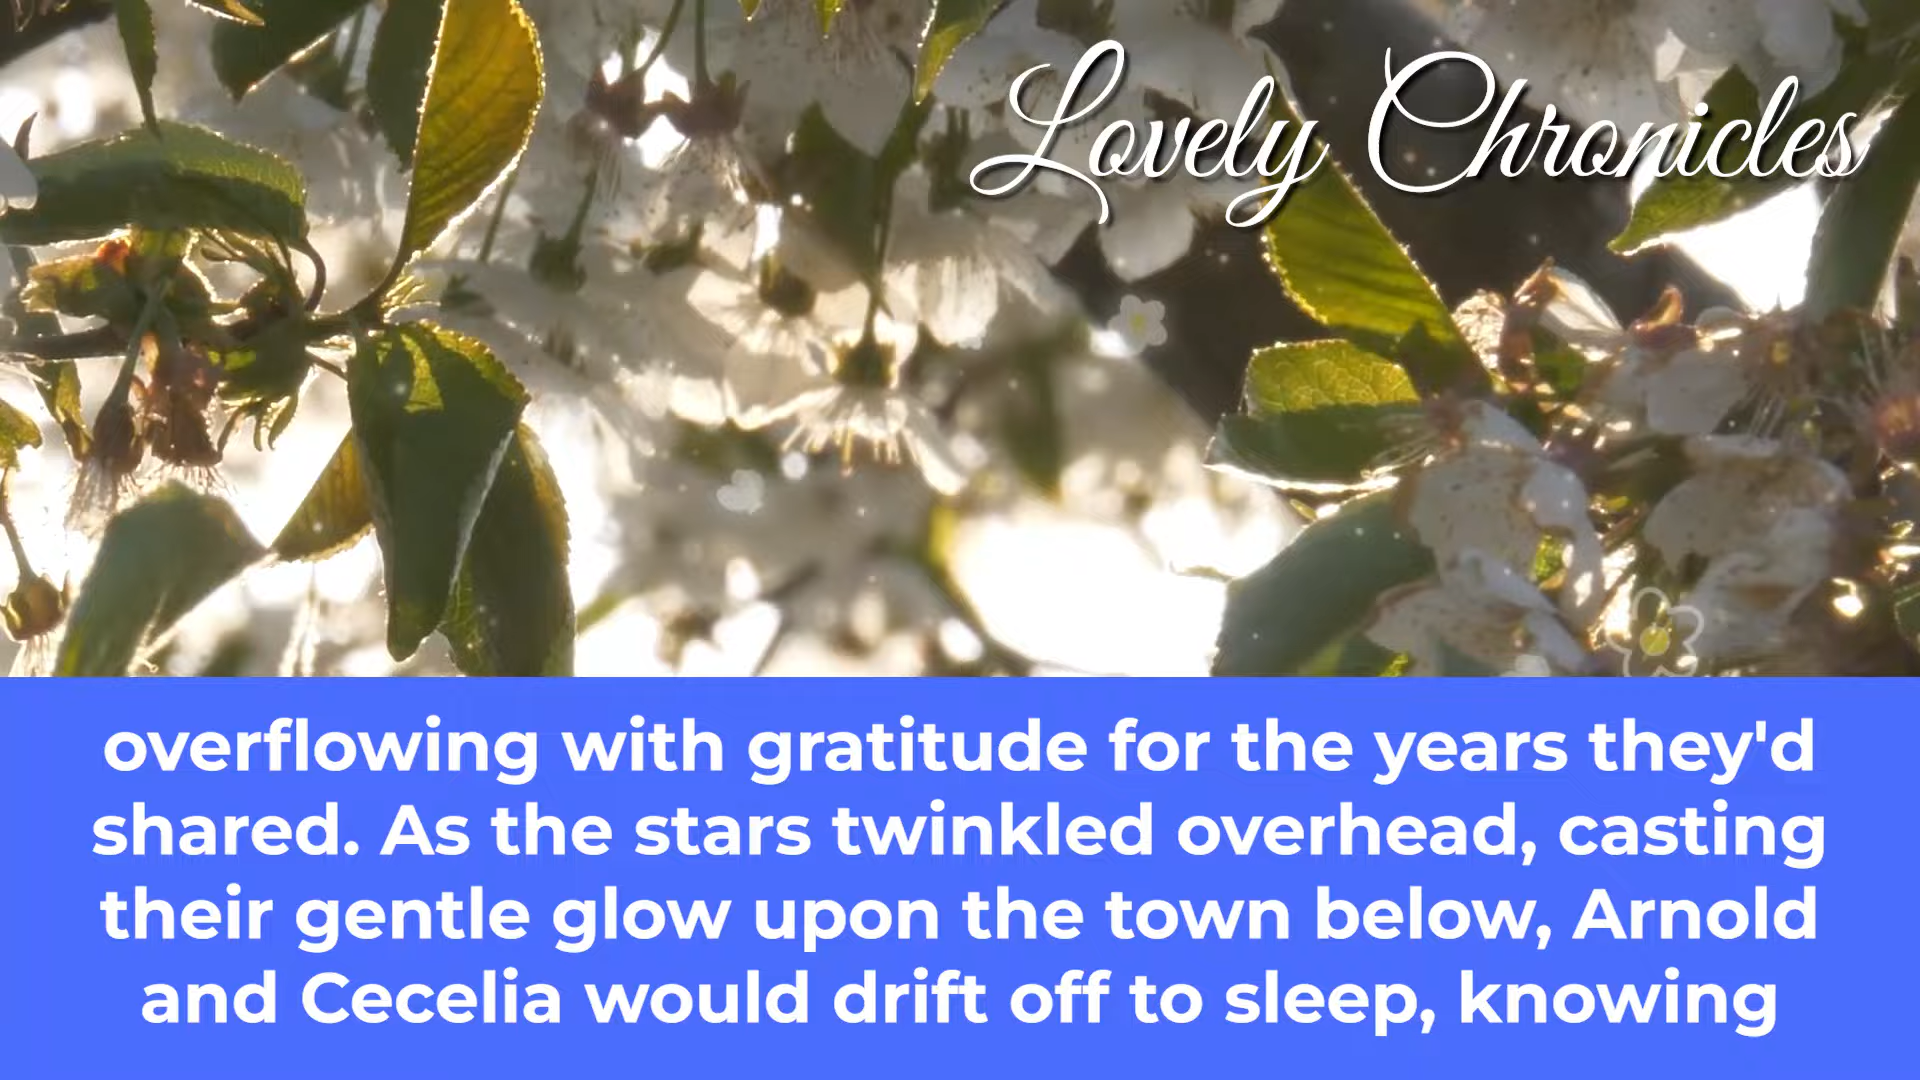 Lovely Chronicles
overflowing with gratitude for the years they'd
shared. As the stars twinkled overhead, casting
their gentle glow upon the town below, Arnold
and Cecelia would drift off to sleep, knowing